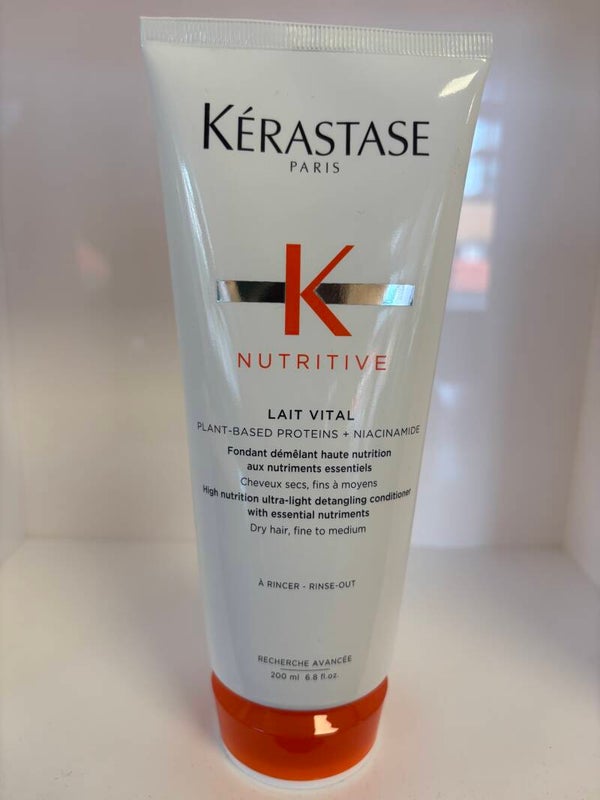 KÉRASTASE
PARIS
K
NUTRITIVE
LAIT VITAL
PLANT-BASED PROTEINS + NIACINAMIDE
Fondant démêlant haute nutrition
aux nutriments essentiels
Cheveux secs, fins à moyens
High nutrition ultra-light detangling conditioner
with essential nutriments
Dry hair, fine to medium
À RINCER - RINSE-OUT
RECHERCHE AVANCÉE
200 ml 6.8 fl.oz.